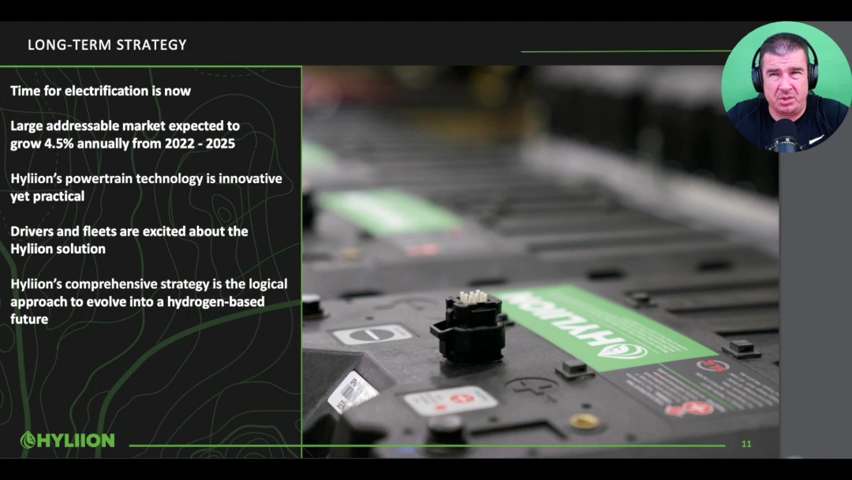 LONG-TERM STRATEGY
Time for electrification is now
Large addressable market expected to
grow 4.5% annually from 2022 - 2025
Hyliion's powertrain technology is innovative
yet practical
Drivers and fleets are excited about the
Hyliion solution
Hyliion's comprehensive strategy is the logical
approach to evolve into a hydrogen-based
future
HYLIION
HYLIION
11